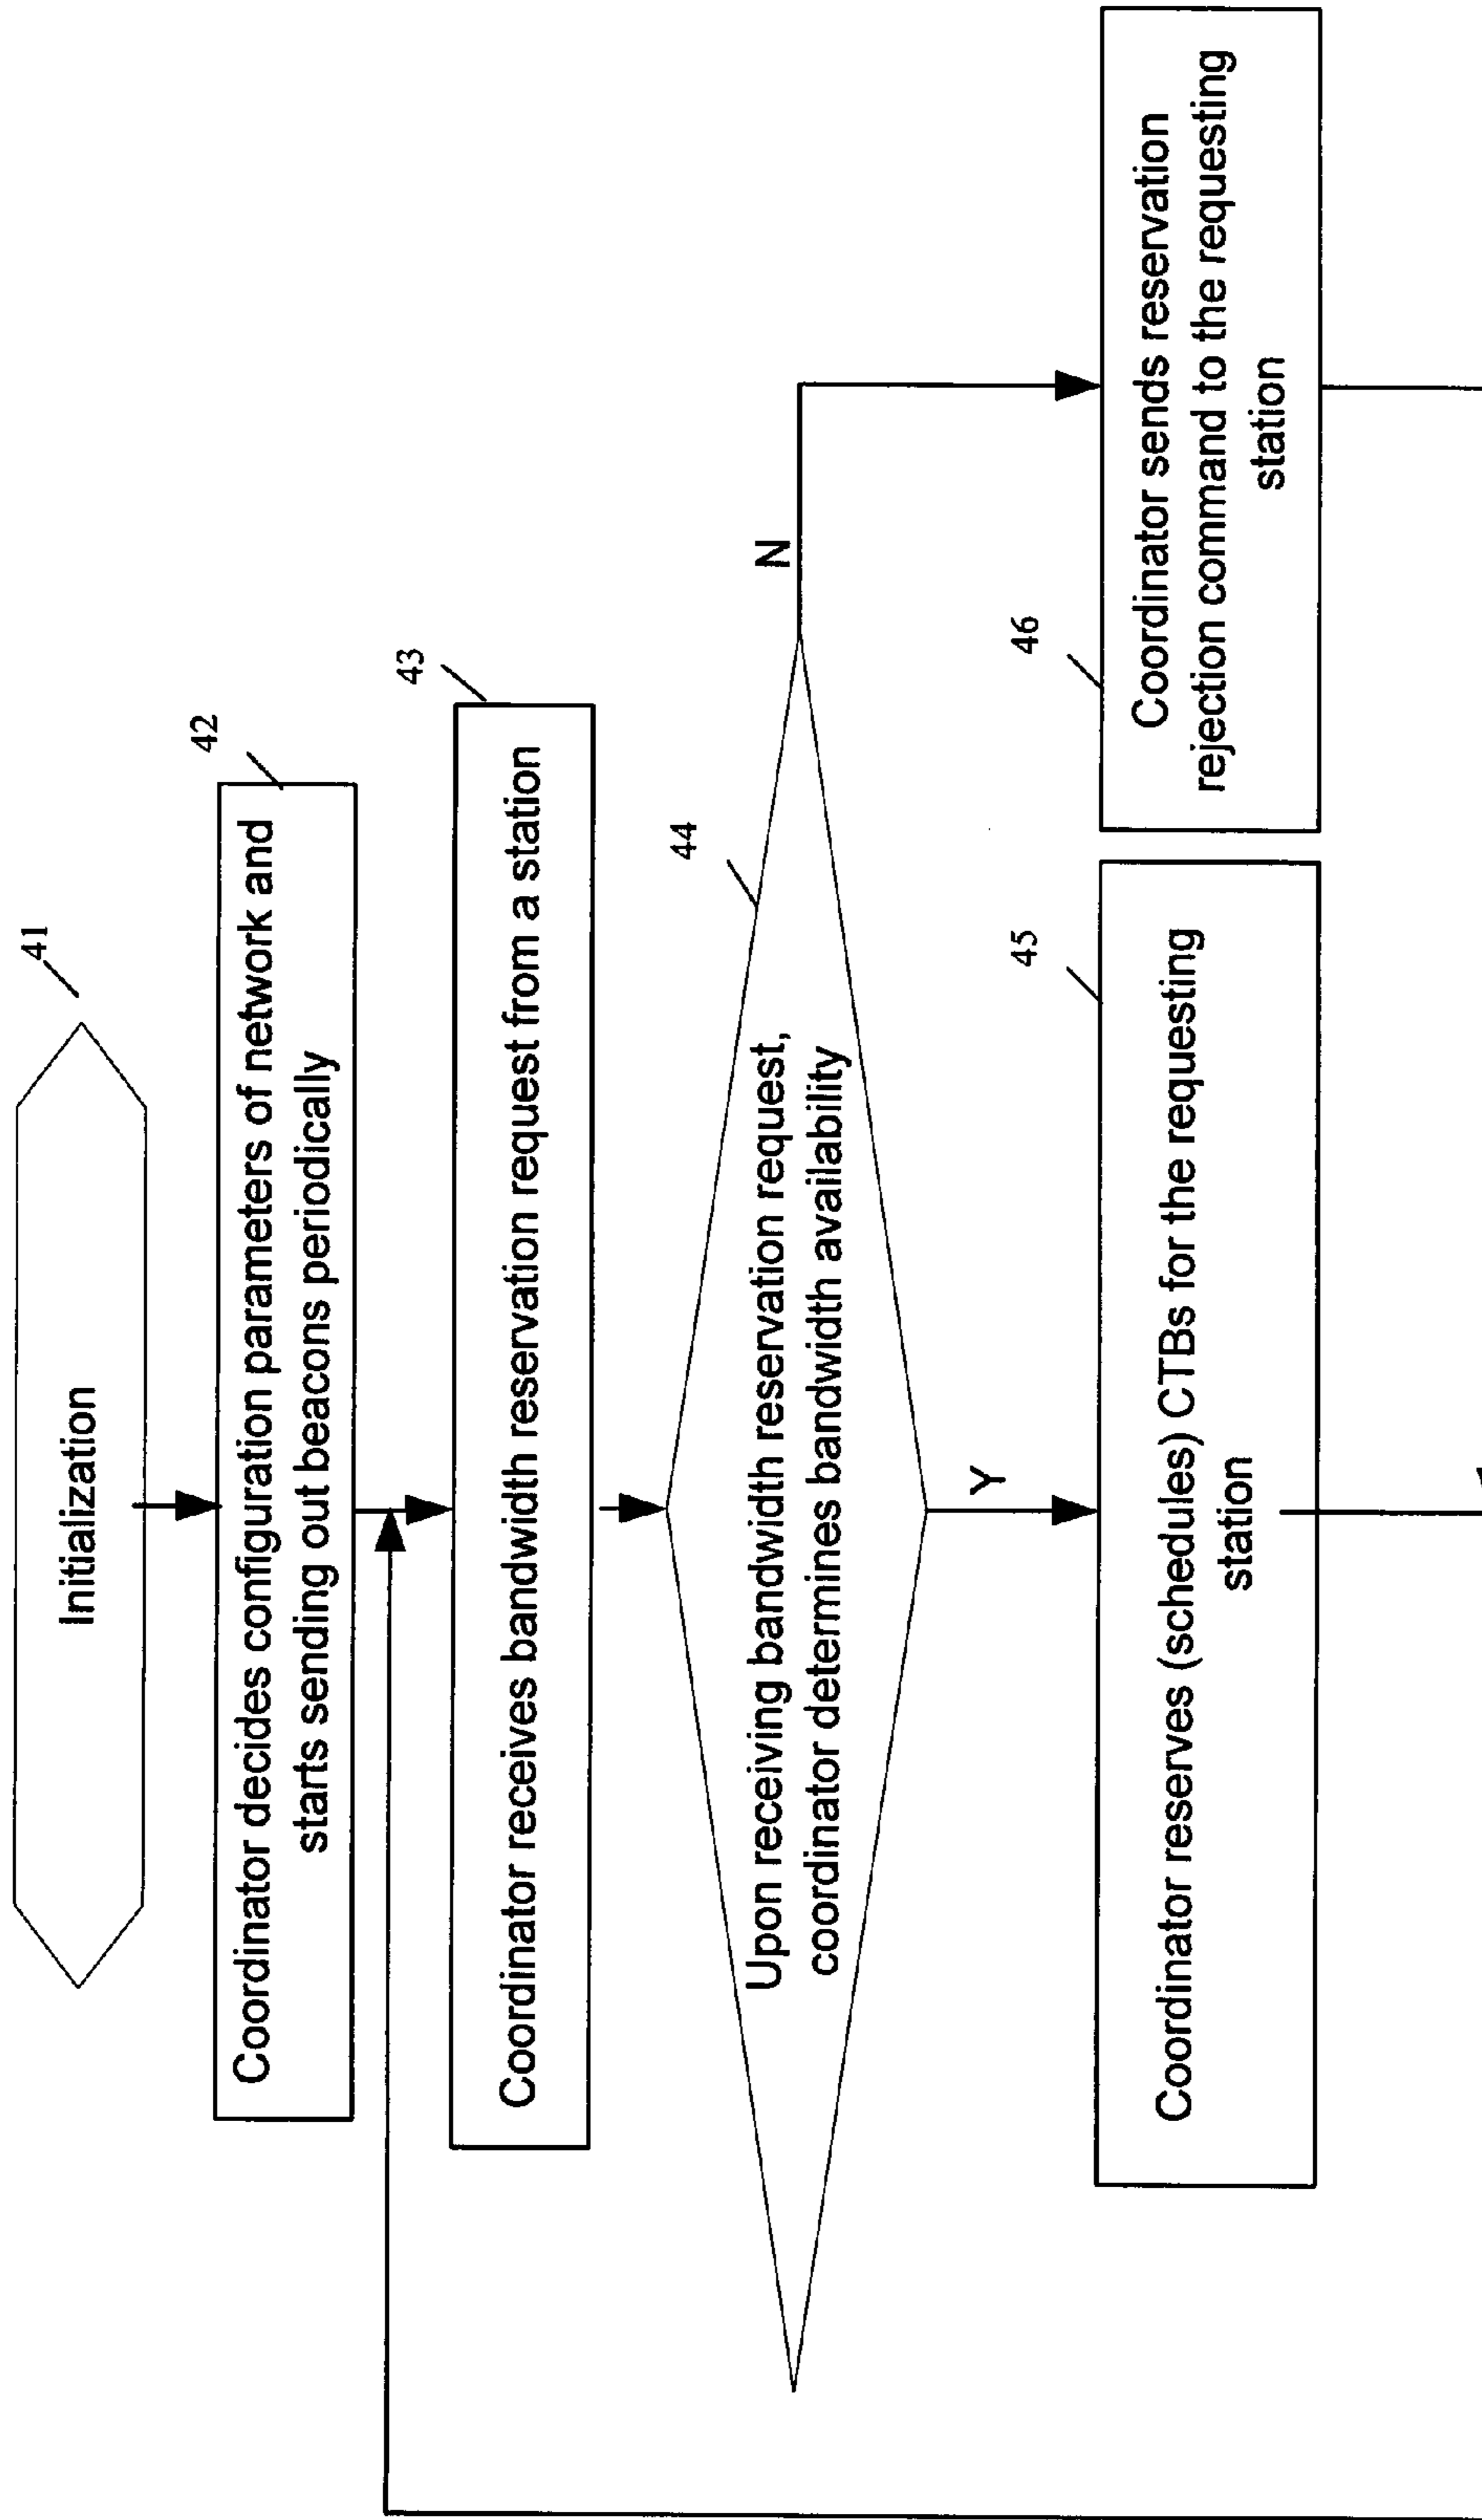 Initialization
41
Coordinator decides configuration parameters of network and
starts sending out beacons periodically
42
Coordinator receives bandwidth reservation request from a station
43
Upon receiving bandwidth reservation request,
coordinator determines bandwidth availability
44
N
Y
Coordinator reserves (schedules) CTBs for the requesting
station
45
Coordinator sends reservation
rejection command to the requesting
station
46